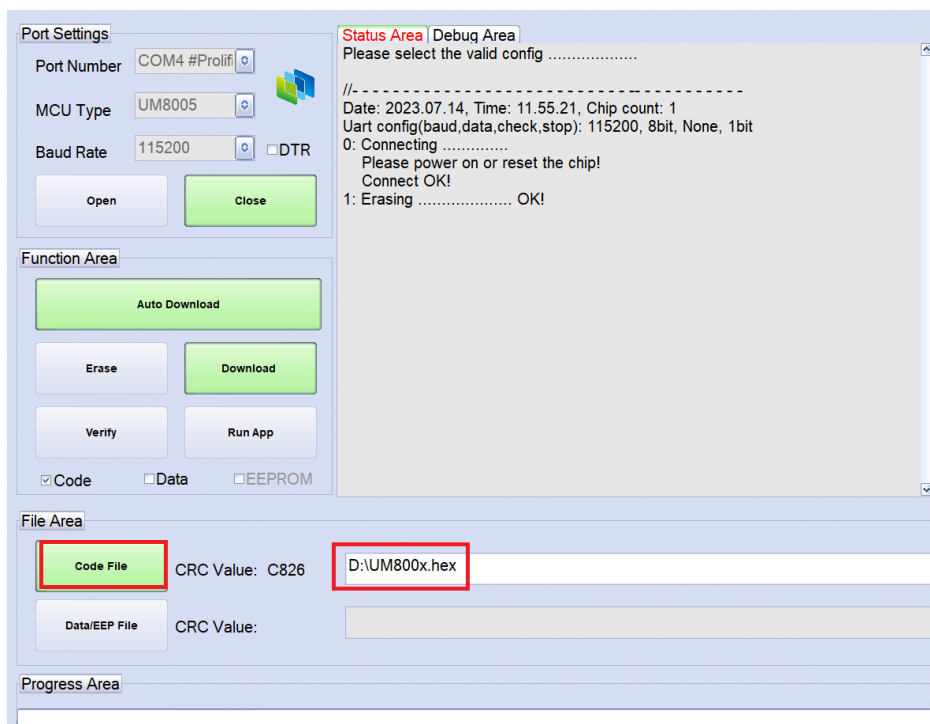 Port Settings
Port Number COM4 #Prolifi
MCU Type UM8005
Baud Rate 115200 DTR
Open Close
Function Area
Auto Download
Erase Download
Verify Run App
Code Data EEPROM
Status Area Debug Area
Please select the valid config ...................
//- - - - - - - - - - - - - - - - - - - - - - - - - - -- - - - - - - - - - -
Date: 2023.07.14, Time: 11.55.21, Chip count: 1
Uart config(baud,data,check,stop): 115200, 8bit, None, 1bit
0: Connecting ..............
Please power on or reset the chip!
Connect OK!
1: Erasing .................... OK!
File Area
Code File CRC Value: C826 D:\UM800x.hex
Data/EEP File CRC Value:
Progress Area